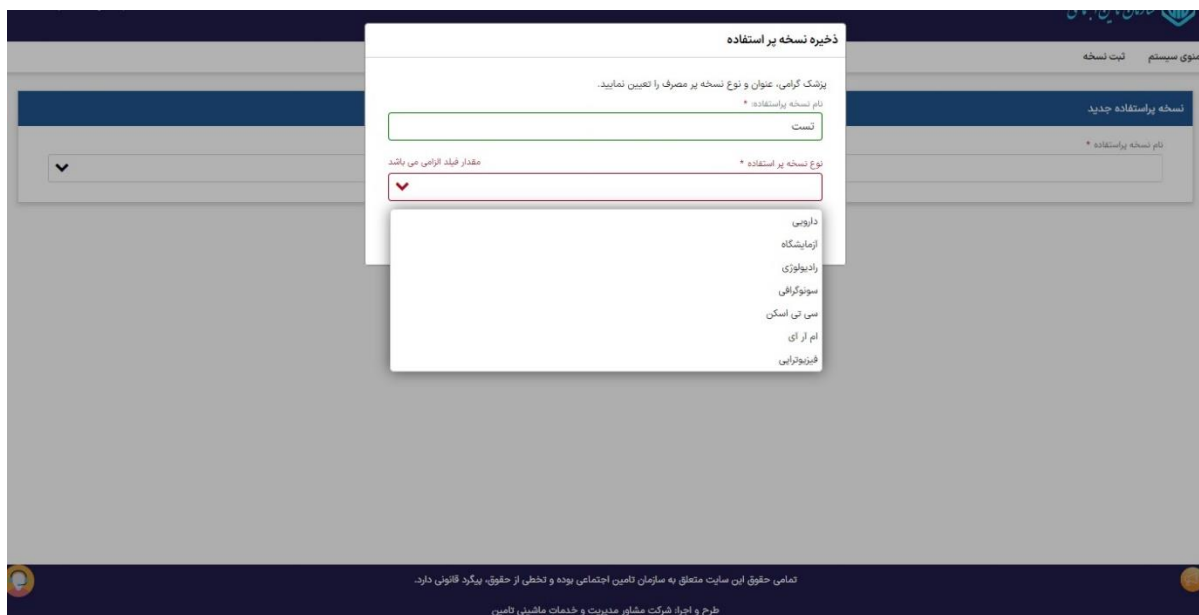 سازمان تامین اجتماعی
ذخیره نسخه پر استفاده
منوی سیستم
ثبت نسخه
پزشک گرامی، عنوان و نوع نسخه پر مصرف را تعیین نمایید.
نام نسخه پراستفاده: *
تست
نوع نسخه پر استفاده *
مقدار فیلد الزامی می باشد
دارویی
آزمایشگاه
رادیولوژی
سونوگرافی
سی تی اسکن
ام آر آی
فیزیوتراپی
نسخه پراستفاده جدید
نام نسخه پراستفاده *
تمامی حقوق این سایت متعلق به سازمان تامین اجتماعی بوده و تخطی از حقوق، پیگرد قانونی دارد.
طرح و اجرا: شرکت مشاور مدیریت و خدمات ماشینی تامین